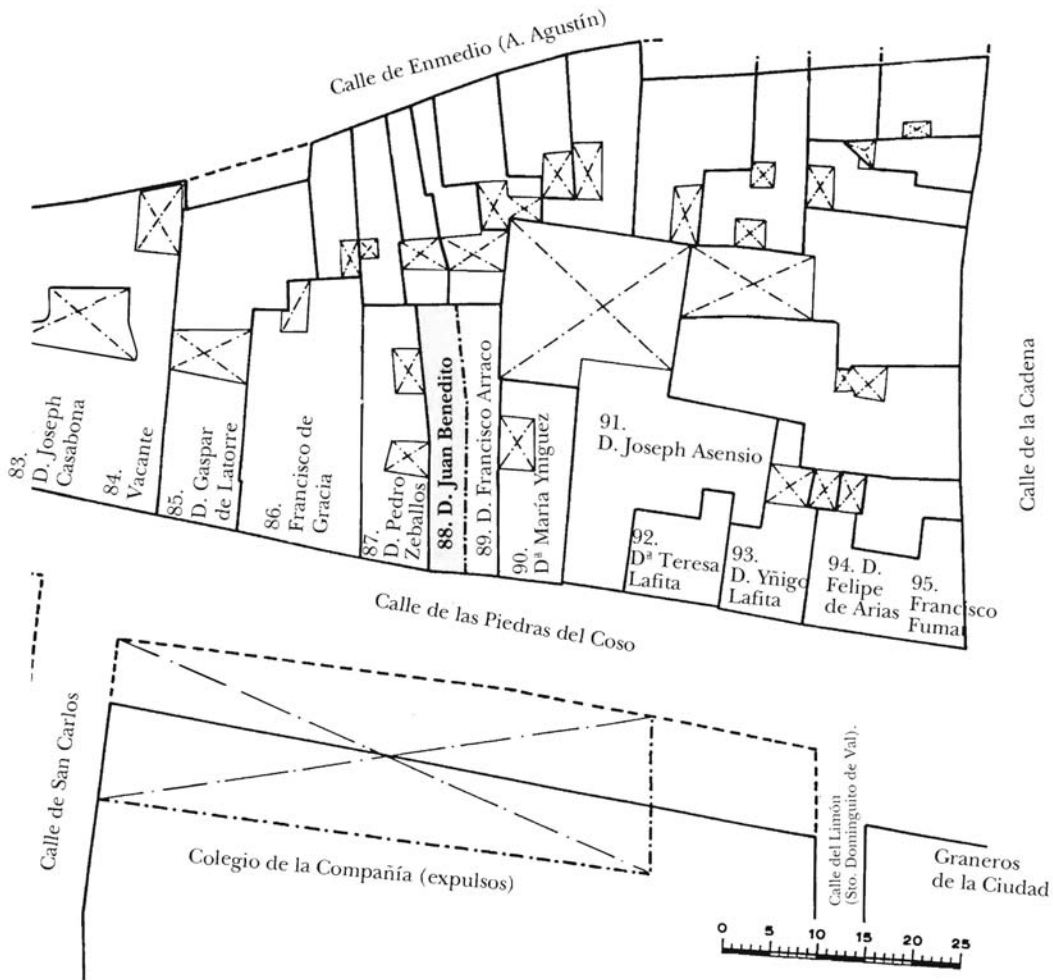 Calle de Enmedio (A. Agustín)
83.
D. Joseph
Casabona
84.
Vacante
85.
D. Gaspar
de Latorre
86.
Francisco de
Gracia
87.
D. Pedro
Zeballos
88. D. Juan Benedito
89. D. Francisco Arraco
90.
Dª María Yniguez
91.
D. Joseph Asensio
92.
Dª Teresa
Lafita
93.
D. Yñigo
Lafita
94. D.
Felipe
de Arias
95.
Francisco
Fumat
Calle de la Cadena
Calle de las Piedras del Coso
Calle de San Carlos
Colegio de la Compañía (expulsos)
Calle del Limón
(Sto. Dominguito de Val).
Graneros
de la Ciudad
0 5 10 15 20 25